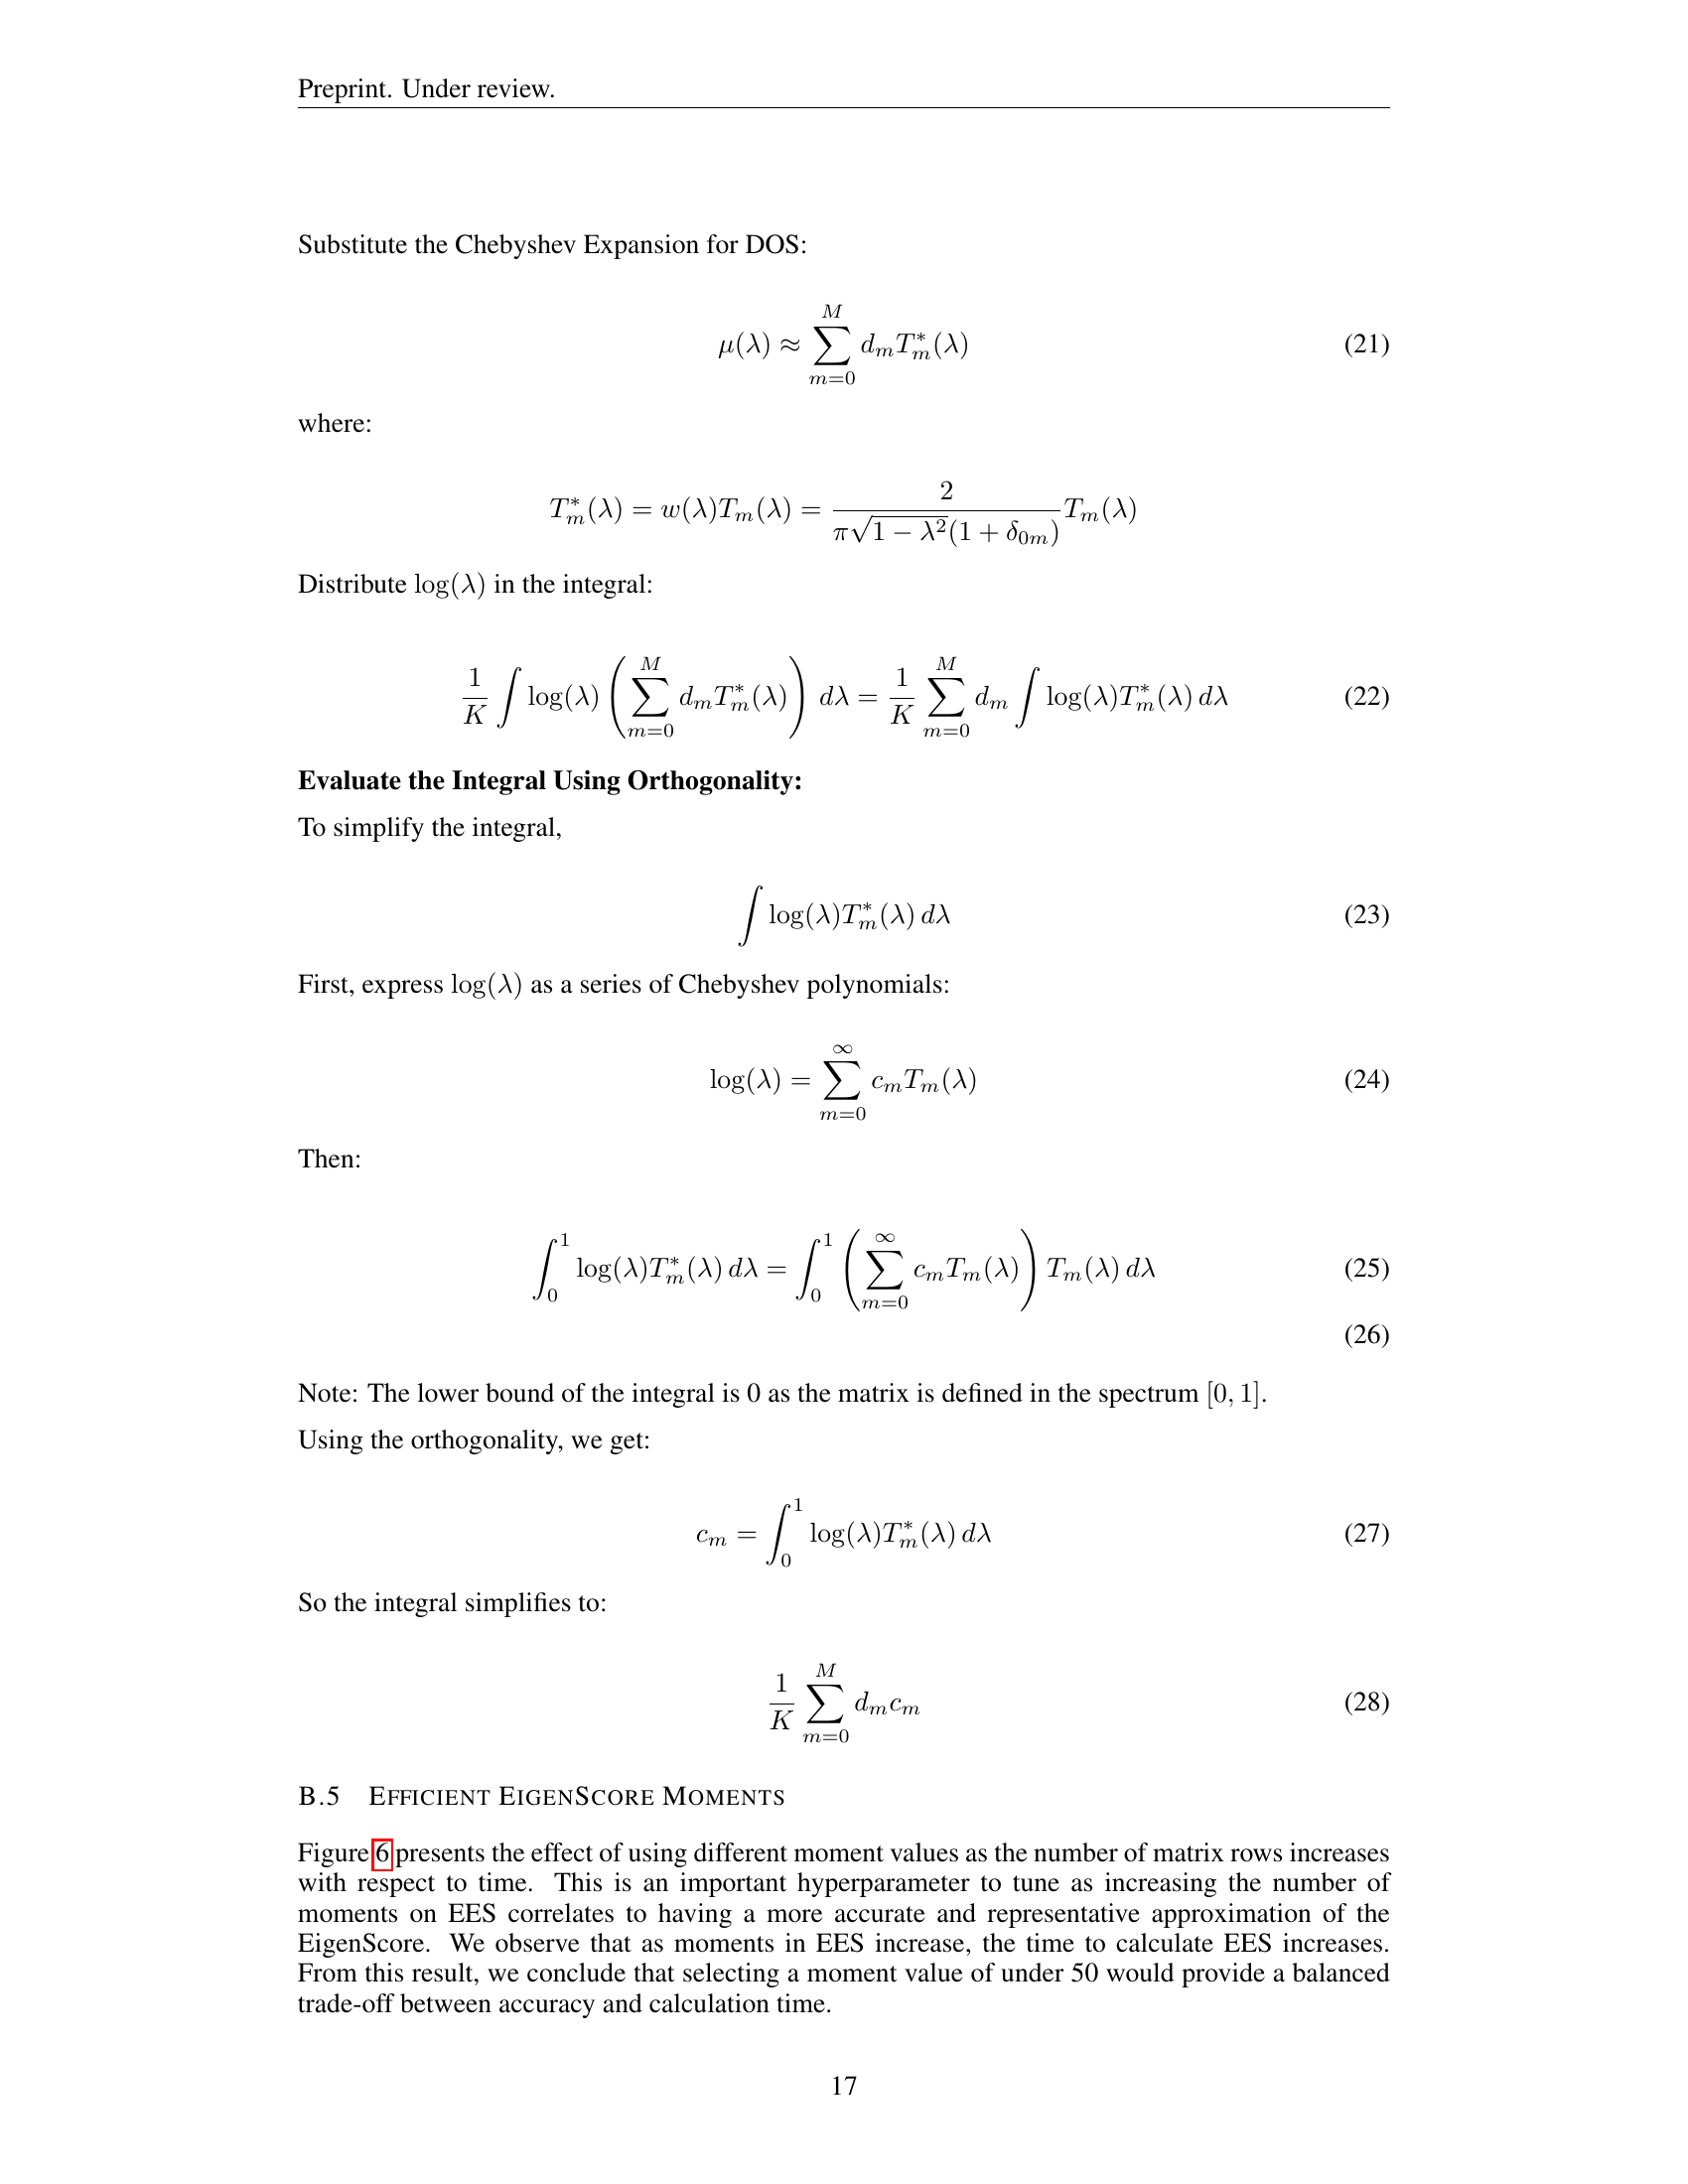 Preprint. Under review.
Substitute the Chebyshev Expansion for DOS:
$$\mu(\lambda) \approx \sum_{m=0}^{M} d_m T_m^*(\lambda)$$ (21)
where:
$$T_m^*(\lambda) = w(\lambda) T_m(\lambda) = \frac{2}{\pi\sqrt{1-\lambda^2}(1+\delta_{0m})} T_m(\lambda)$$
Distribute $\log(\lambda)$ in the integral:
$$\frac{1}{K} \int \log(\lambda) \left( \sum_{m=0}^{M} d_m T_m^*(\lambda) \right) d\lambda = \frac{1}{K} \sum_{m=0}^{M} d_m \int \log(\lambda) T_m^*(\lambda) \, d\lambda$$ (22)
Evaluate the Integral Using Orthogonality:
To simplify the integral,
$$\int \log(\lambda) T_m^*(\lambda) \, d\lambda$$ (23)
First, express $\log(\lambda)$ as a series of Chebyshev polynomials:
$$\log(\lambda) = \sum_{m=0}^{\infty} c_m T_m(\lambda)$$ (24)
Then:
$$\int_0^1 \log(\lambda) T_m^*(\lambda) \, d\lambda = \int_0^1 \left( \sum_{m=0}^{\infty} c_m T_m(\lambda) \right) T_m(\lambda) \, d\lambda$$ (25)
(26)
Note: The lower bound of the integral is 0 as the matrix is defined in the spectrum $[0, 1]$.
Using the orthogonality, we get:
$$c_m = \int_0^1 \log(\lambda) T_m^*(\lambda) \, d\lambda$$ (27)
So the integral simplifies to:
$$\frac{1}{K} \sum_{m=0}^{M} d_m c_m$$ (28)
B.5 EFFICIENT EIGENSCORE MOMENTS
Figure 6 presents the effect of using different moment values as the number of matrix rows increases
with respect to time. This is an important hyperparameter to tune as increasing the number of
moments on EES correlates to having a more accurate and representative approximation of the
EigenScore. We observe that as moments in EES increase, the time to calculate EES increases.
From this result, we conclude that selecting a moment value of under 50 would provide a balanced
trade-off between accuracy and calculation time.
17